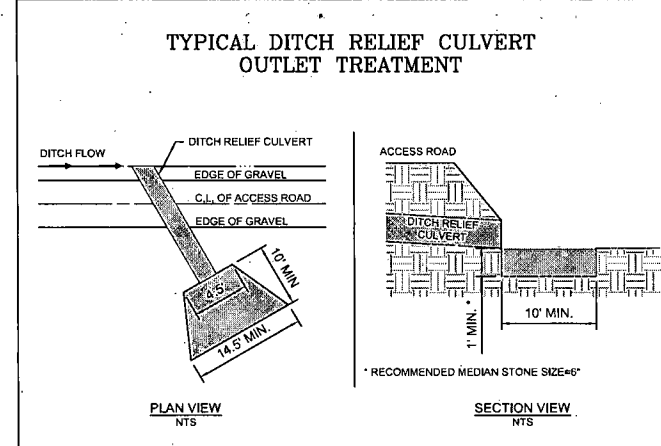 TYPICAL DITCH RELIEF CULVERT
OUTLET TREATMENT
DITCH FLOW
DITCH RELIEF CULVERT
EDGE OF GRAVEL
C.L. OF ACCESS ROAD
EDGE OF GRAVEL
4.5'
10' MIN
14.5' MIN.
PLAN VIEW
NTS
ACCESS ROAD
DITCH RELIEF
CULVERT
1' MIN. *
10' MIN.
* RECOMMENDED MEDIAN STONE SIZE=6"
SECTION VIEW
NTS